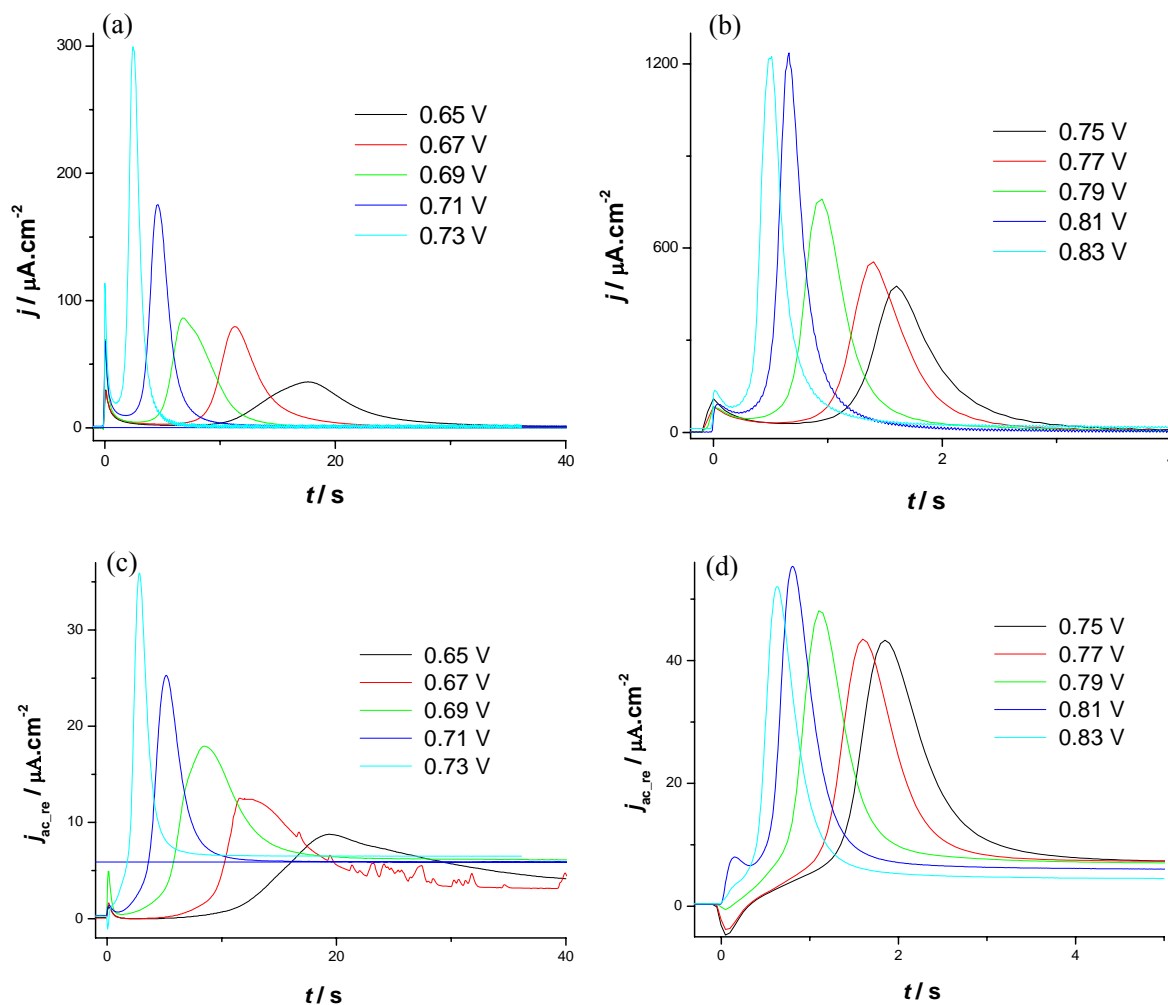 (a)
300
200
100
0
j / µA.cm-2
0
20
40
t / s
0.65 V
0.67 V
0.69 V
0.71 V
0.73 V
(b)
1200
600
0
j / µA.cm-2
0
2
4
t / s
0.75 V
0.77 V
0.79 V
0.81 V
0.83 V
(c)
30
20
10
0
jac_re / µA.cm-2
0
10
20
30
40
t / s
0.65 V
0.67 V
0.69 V
0.71 V
0.73 V
(d)
40
20
0
jac_re / µA.cm-2
0
2
4
t / s
0.75 V
0.77 V
0.79 V
0.81 V
0.83 V